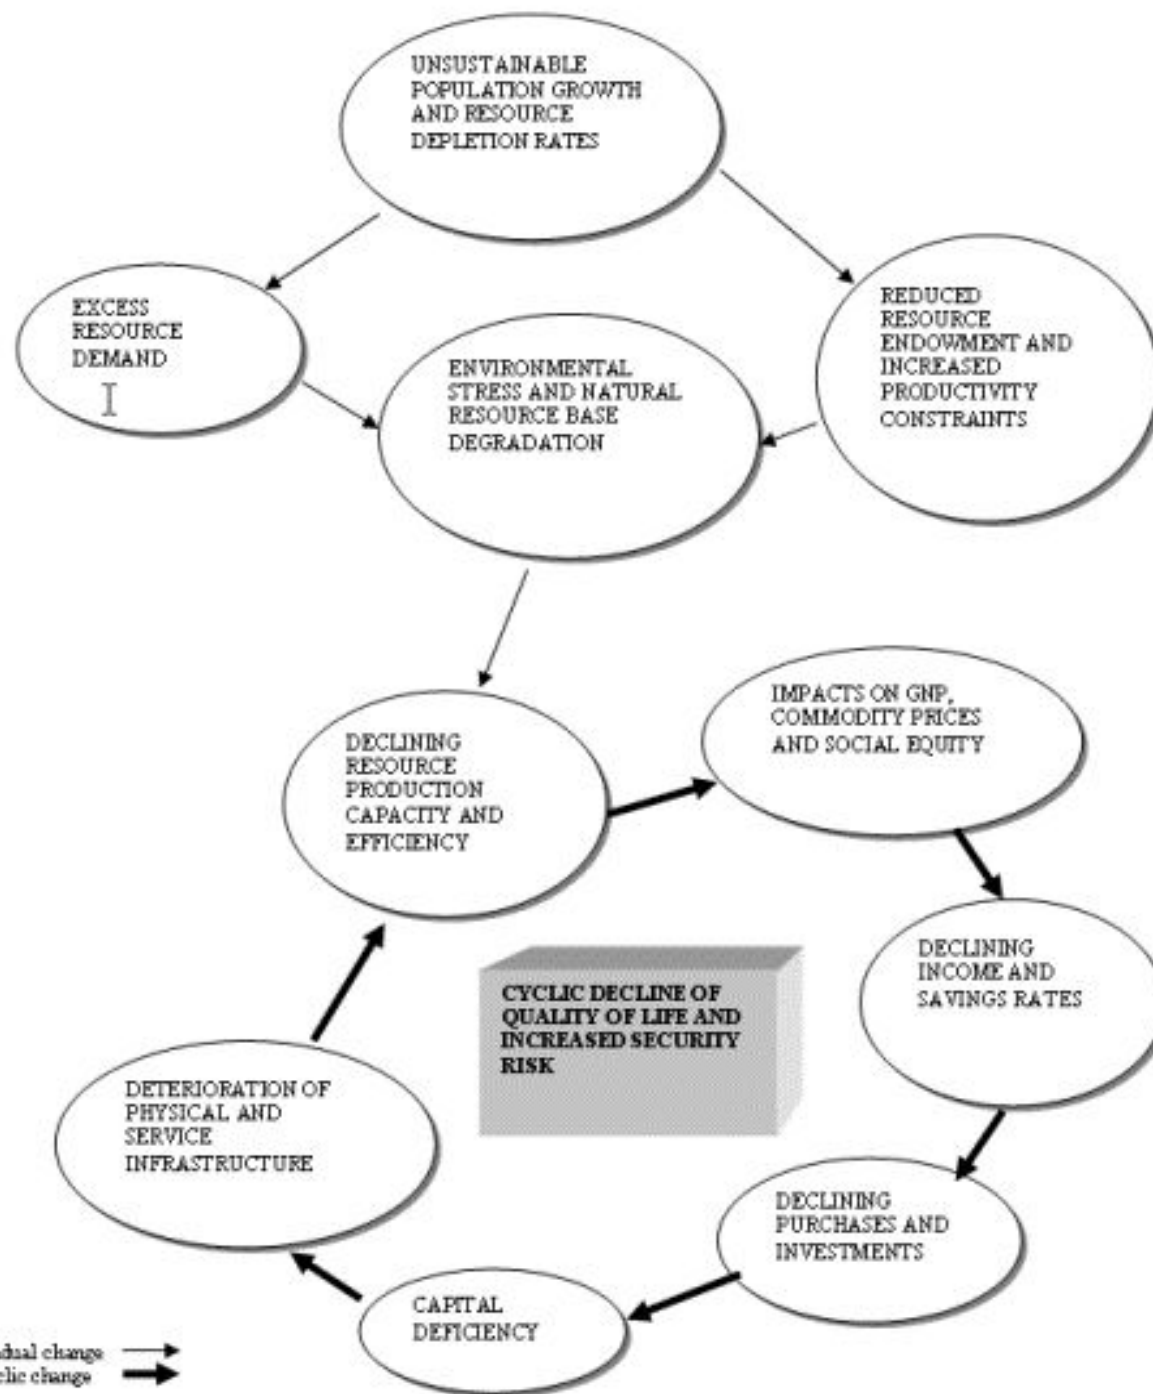 UNSUSTAINABLE
POPULATION GROWTH
AND RESOURCE
DEPLETION RATES
EXCESS
RESOURCE
DEMAND
ENVIRONMENTAL
STRESS AND NATURAL
RESOURCE BASE
DEGRADATION
REDUCED
RESOURCE
ENDOWMENT AND
INCREASED
PRODUCTIVITY
CONSTRAINTS
DECLINING
RESOURCE
PRODUCTION
CAPACITY AND
EFFICIENCY
IMPACTS ON GNP,
COMMODITY PRICES
AND SOCIAL EQUITY
DECLINING
INCOME AND
SAVINGS RATES
CYCLIC DECLINE OF
QUALITY OF LIFE AND
INCREASED SECURITY
RISK
DETERIORATION OF
PHYSICAL AND
SERVICE
INFRASTRUCTURE
DECLINING
PURCHASES AND
INVESTMENTS
CAPITAL
DEFICIENCY
change
change